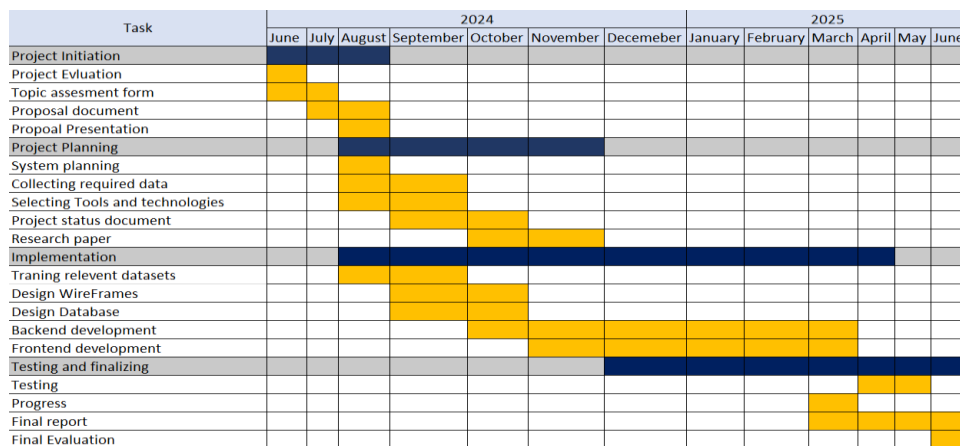 Task
2024 2025
June July August September October November Decemeber January February March April May June
Project Initiation
Project Evluation
Topic assesment form
Proposal document
Propoal Presentation
Project Planning
System planning
Collecting required data
Selecting Tools and technologies
Project status document
Research paper
Implementation
Traning relevent datasets
Design WireFrames
Design Database
Backend development
Frontend development
Testing and finalizing
Testing
Progress
Final report
Final Evaluation